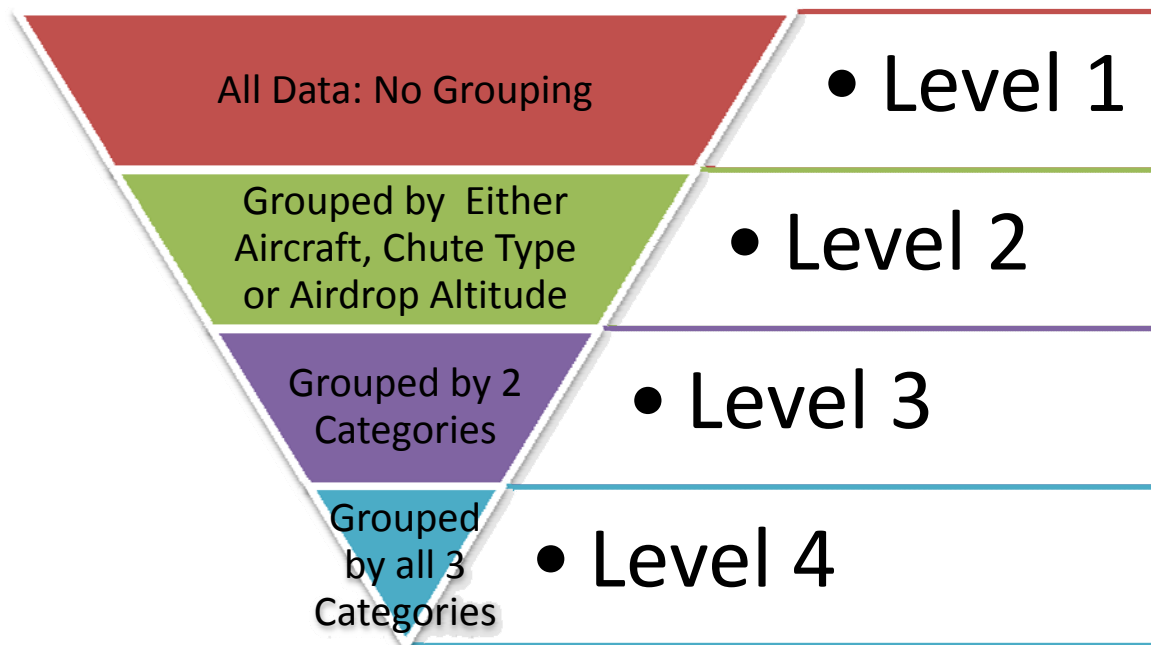 All Data: No Grouping
• Level 1
Grouped by Either
Aircraft, Chute Type
or Airdrop Altitude
• Level 2
Grouped by 2
Categories
• Level 3
Grouped
by all 3
Categories
• Level 4